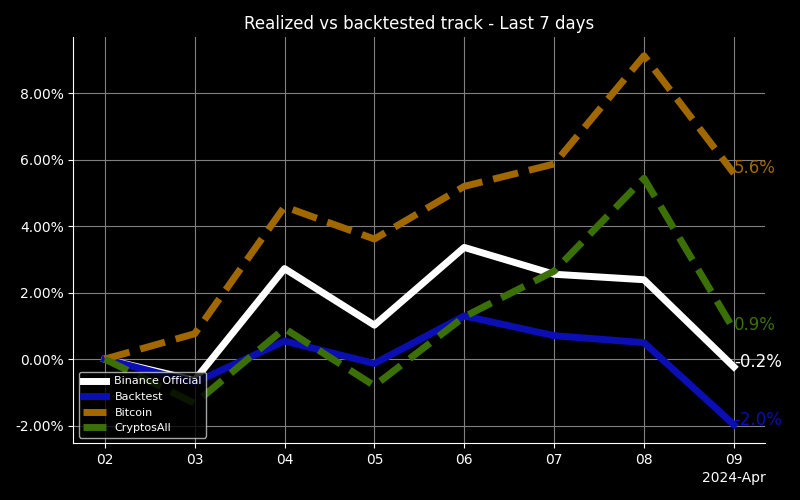 Realized vs backtested track - Last 7 days
8.00%
6.00%
4.00%
2.00%
0.00%
-2.00%
5.6%
0.9%
-0.2%
-2.0%
Binance Official
Backtest
Bitcoin
CryptosAll
02 03 04 05 06 07 08 09
2024-Apr